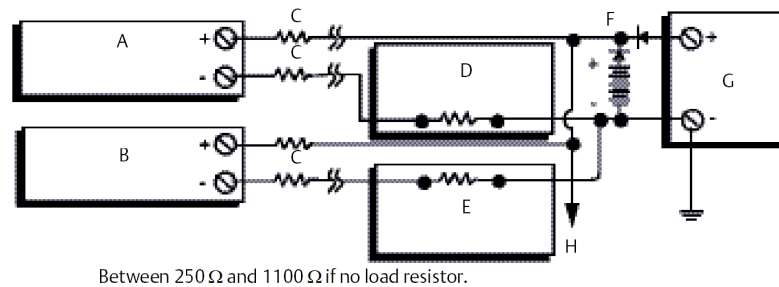 C
F
A
+
+
C
D
+
G
-
-
-
B
+
C
-
E
H
Between 250 Ω and 1100 Ω if no load resistor.